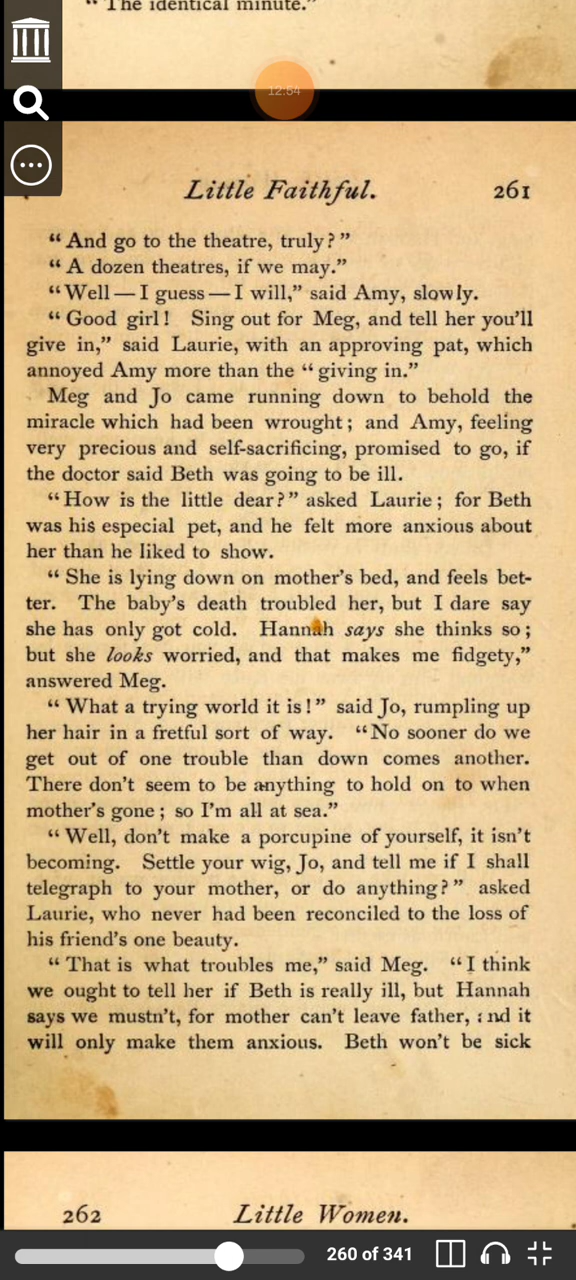 “ The identical minute.”
12:54
Little Faithful. 261
“ And go to the theatre, truly ? ”
“ A dozen theatres, if we may.”
“ Well — I guess — I will,” said Amy, slowly.
“ Good girl ! Sing out for Meg, and tell her you’ll
give in,” said Laurie, with an approving pat, which
annoyed Amy more than the “ giving in.”
Meg and Jo came running down to behold the
miracle which had been wrought ; and Amy, feeling
very precious and self-sacrificing, promised to go, if
the doctor said Beth was going to be ill.
“ How is the little dear ? ” asked Laurie ; for Beth
was his especial pet, and he felt more anxious about
her than he liked to show.
“ She is lying down on mother’s bed, and feels bet-
ter. The baby’s death troubled her, but I dare say
she has only got cold. Hannah says she thinks so ;
but she looks worried, and that makes me fidgety,”
answered Meg.
“ What a trying world it is ! ” said Jo, rumpling up
her hair in a fretful sort of way. “ No sooner do we
get out of one trouble than down comes another.
There don’t seem to be anything to hold on to when
mother’s gone ; so I’m all at sea.”
“ Well, don’t make a porcupine of yourself, it isn’t
becoming. Settle your wig, Jo, and tell me if I shall
telegraph to your mother, or do anything ? ” asked
Laurie, who never had been reconciled to the loss of
his friend’s one beauty.
“ That is what troubles me,” said Meg. “ I think
we ought to tell her if Beth is really ill, but Hannah
says we mustn’t, for mother can’t leave father, and it
will only make them anxious. Beth won’t be sick
262 Little Women.
260 of 341